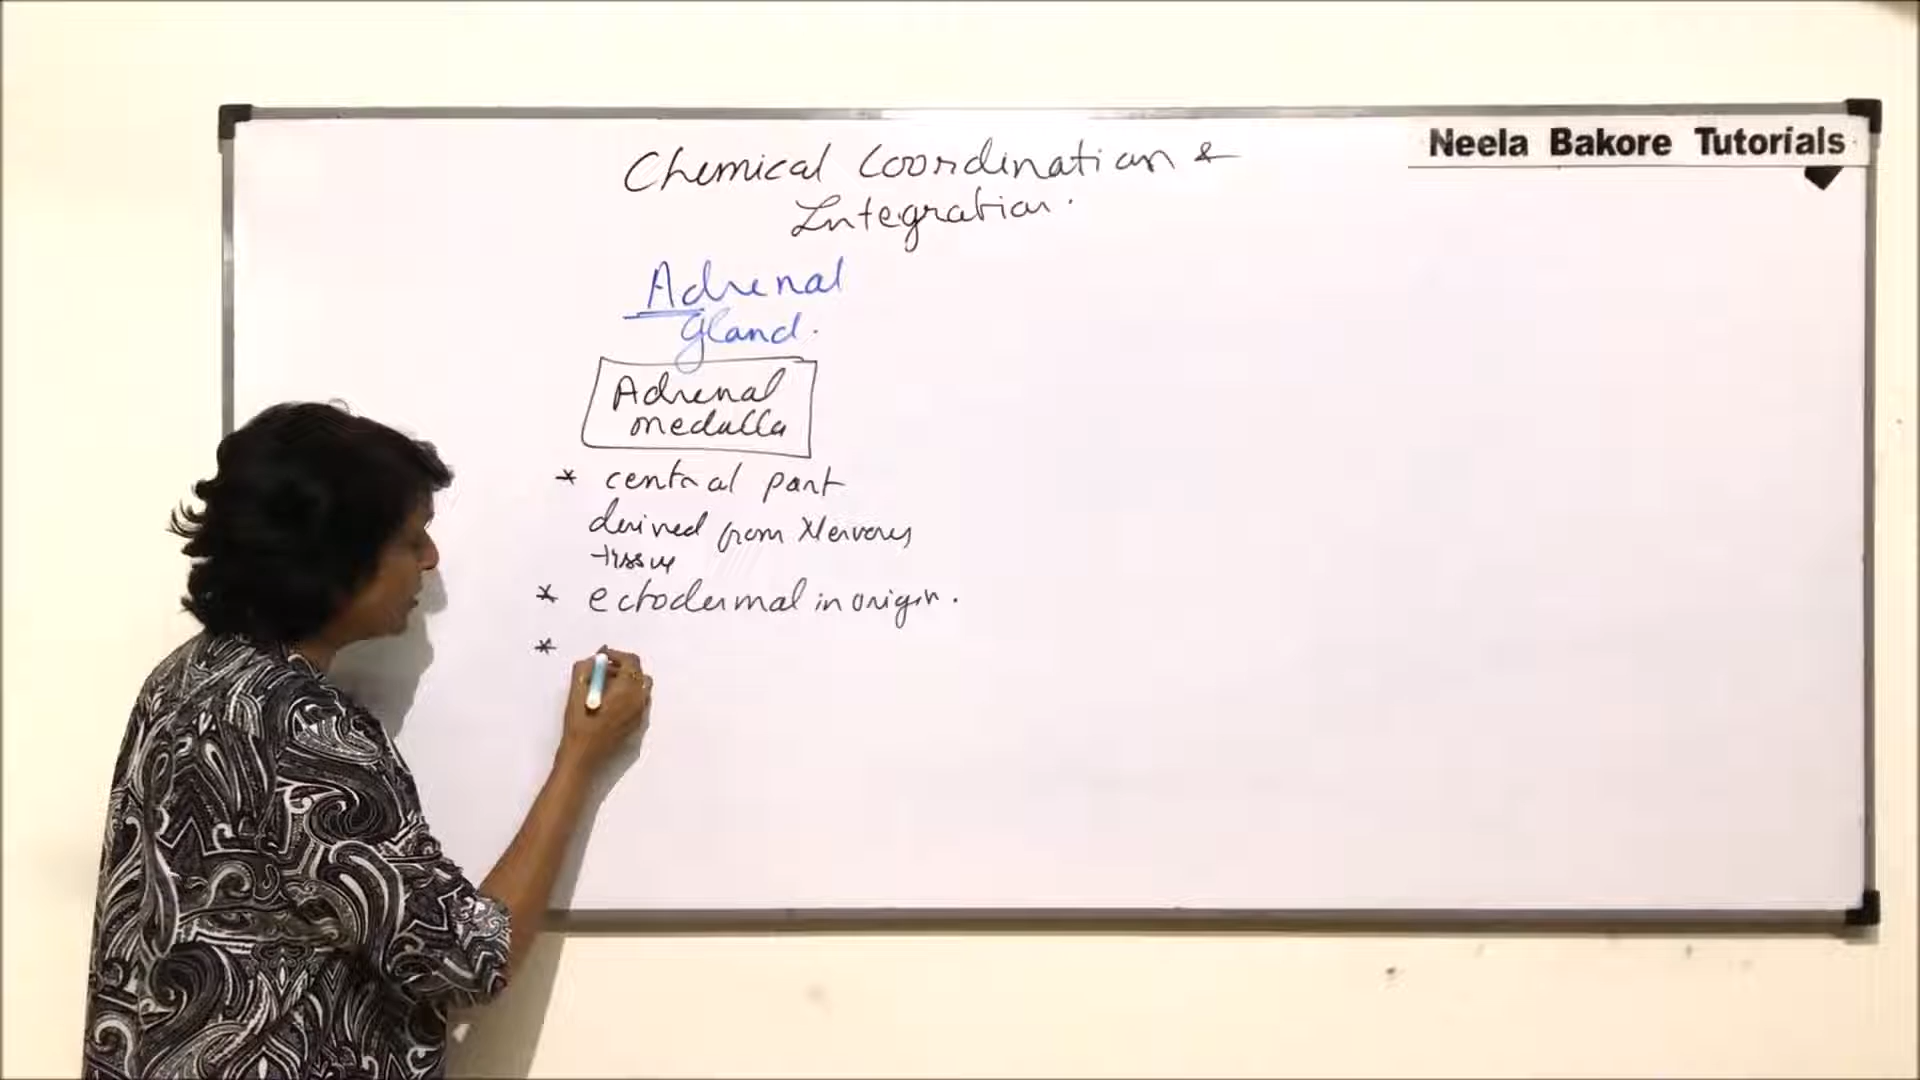 Neela Bakore Tutorials
Chemical Coordination &
Integration.
Adrenal
gland.
Adrenal
medulla
* central part
derived from Nervous
tissue
* ectodermal in origin.
*